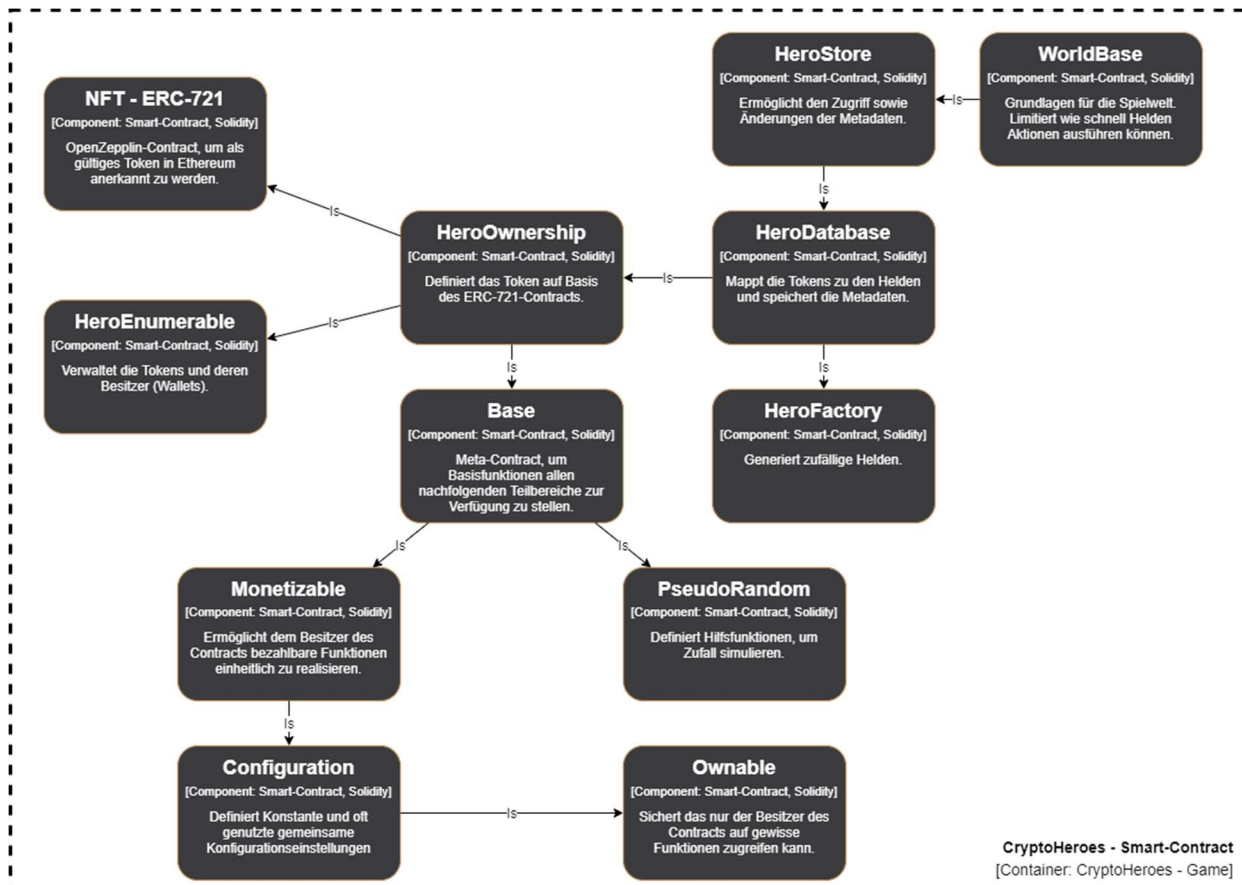 HeroStore
[Component: Smart-Contract, Solidity]
Ermöglicht den Zugriff sowie
Änderungen der Metadaten.
Is
WorldBase
[Component: Smart-Contract, Solidity]
Grundlagen für die Spielwelt.
Limitiert wie schnell Helden
Aktionen ausführen können.
NFT - ERC-721
[Component: Smart-Contract, Solidity]
OpenZepplin-Contract, um als
gültiges Token in Ethereum
anerkannt zu werden.
Is
Is
HeroOwnership
[Component: Smart-Contract, Solidity]
Definiert das Token auf Basis
des ERC-721-Contracts.
Is
HeroDatabase
[Component: Smart-Contract, Solidity]
Mappt die Tokens zu den Helden
und speichert die Metadaten.
HeroEnumerable
[Component: Smart-Contract, Solidity]
Verwaltet die Tokens und deren
Besitzer (Wallets).
Is
Is
Is
Base
[Component: Smart-Contract, Solidity]
Meta-Contract, um
Basisfunktionen allen
nachfolgenden Teilbereiche zur
Verfügung zu stellen.
HeroFactory
[Component: Smart-Contract, Solidity]
Generiert zufällige Helden.
Is
Is
Monetizable
[Component: Smart-Contract, Solidity]
Ermöglicht dem Besitzer des
Contracts bezahlbare Funktionen
einheitlich zu realisieren.
PseudoRandom
[Component: Smart-Contract, Solidity]
Definiert Hilfsfunktionen, um
Zufall simulieren.
Is
Configuration
[Component: Smart-Contract, Solidity]
Definiert Konstante und oft
genutzte gemeinsame
Konfigurationseinstellungen
Is
Ownable
[Component: Smart-Contract, Solidity]
Sichert das nur der Besitzer des
Contracts auf gewisse
Funktionen zugreifen kann.
CryptoHeroes - Smart-Contract
[Container: CryptoHeroes - Game]